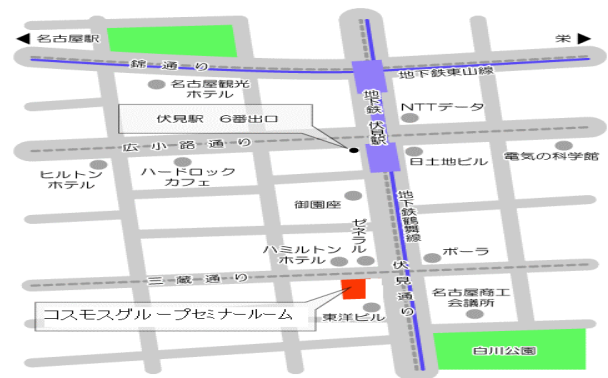 ◀ 名古屋駅
栄 ▶
錦通り
地下鉄東山線
名古屋観光
ホテル
地下鉄 伏見駅
NTTデータ
伏見駅 6番出口
広小路通り
ヒルトン
ホテル
ハードロック
カフェ
日土地ビル
電気の科学館
御園座
地下鉄鶴舞線
ゼネラル
ハミルトン
ホテル
ポーラ
三蔵通り
伏見通り
コスモスグループセミナールーム
東洋ビル
名古屋商工
会議所
白川公園